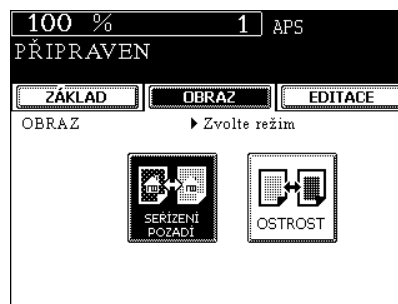 100 % 1 APS
PŘIPRAVEN
ZÁKLAD OBRAZ EDITACE
OBRAZ Zvolte režim
SEŘÍZENÍ OSTROST
POZADÍ